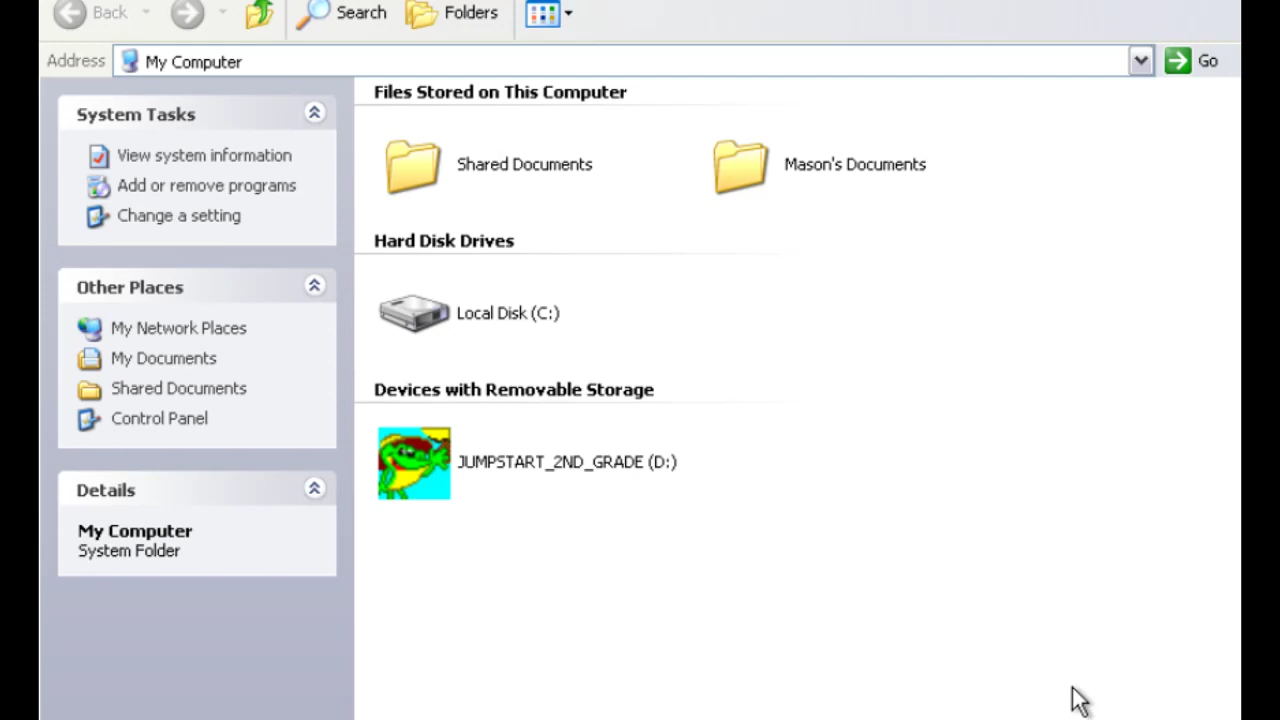 Back
Search
Folders
Address
My Computer
Go
System Tasks
View system information
Add or remove programs
Change a setting
Other Places
My Network Places
My Documents
Shared Documents
Control Panel
Details
My Computer
System Folder
Files Stored on This Computer
Shared Documents
Mason's Documents
Hard Disk Drives
Local Disk (C:)
Devices with Removable Storage
JUMPSTART_2ND_GRADE (D:)